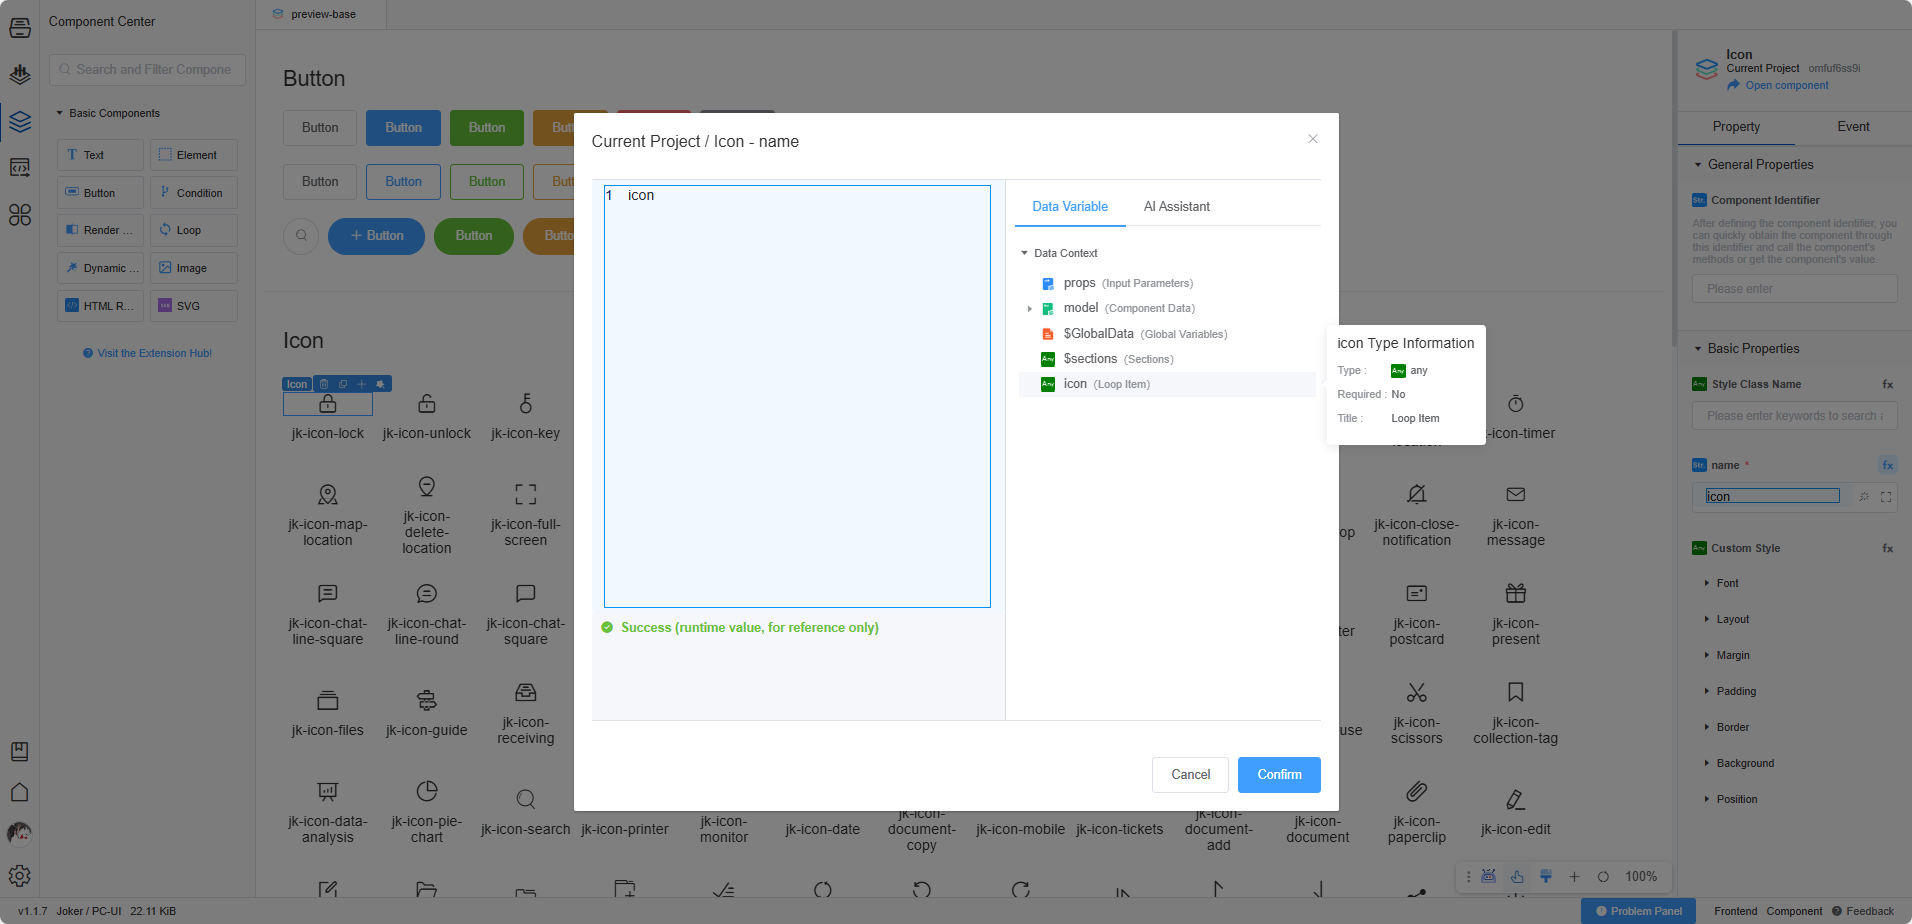 Component Center
preview-base
Search and Filter Compone
Basic Components
Text
Element
Button
Condition
Render ...
Loop
Dynamic ...
Image
HTML R...
SVG
Visit the Extension Hub!
Button
Button
Button
Button
Button
Button
Button
Button
Button
Button
Icon
Icon
jk-icon-lock
jk-icon-unlock
jk-icon-key
-icon-timer
jk-icon-map-
location
jk-icon-
delete-
location
jk-icon-full-
screen
op
jk-icon-close-
notification
jk-icon-
message
jk-icon-chat-
line-square
jk-icon-chat-
line-round
jk-icon-chat-
square
ter
jk-icon-
postcard
jk-icon-
present
jk-icon-files
jk-icon-guide
jk-icon-
receiving
use
jk-icon-
scissors
jk-icon-
collection-tag
jk-icon-data-
analysis
jk-icon-pie-
chart
jk-icon-search
jk-icon-printer
jk-icon-
monitor
jk-icon-date
jk-icon-
document-
copy
jk-icon-mobile
jk-icon-tickets
jk-icon-
document-
add
jk-icon-
document
jk-icon-
paperclip
jk-icon-edit
Current Project / Icon - name
1 icon
Success (runtime value, for reference only)
Data Variable
AI Assistant
Data Context
props (Input Parameters)
model (Component Data)
$GlobalData (Global Variables)
$sections (Sections)
icon (Loop Item)
Cancel
Confirm
icon Type Information
Type : any
Required : No
Title : Loop Item
Icon
Current Project omfuf6ss9i
Open component
Property
Event
General Properties
Component Identifier
After defining the component identifier, you
can quickly obtain the component through
this identifier and call the component's
methods or get the component's value.
Please enter
Basic Properties
Style Class Name
fx
Please enter keywords to search a
name *
fx
icon
Custom Style
fx
Font
Layout
Margin
Padding
Border
Background
Posiition
100%
v1.1.7 Joker / PC-UI 22.11 KiB
Problem Panel
Frontend Component Feedback